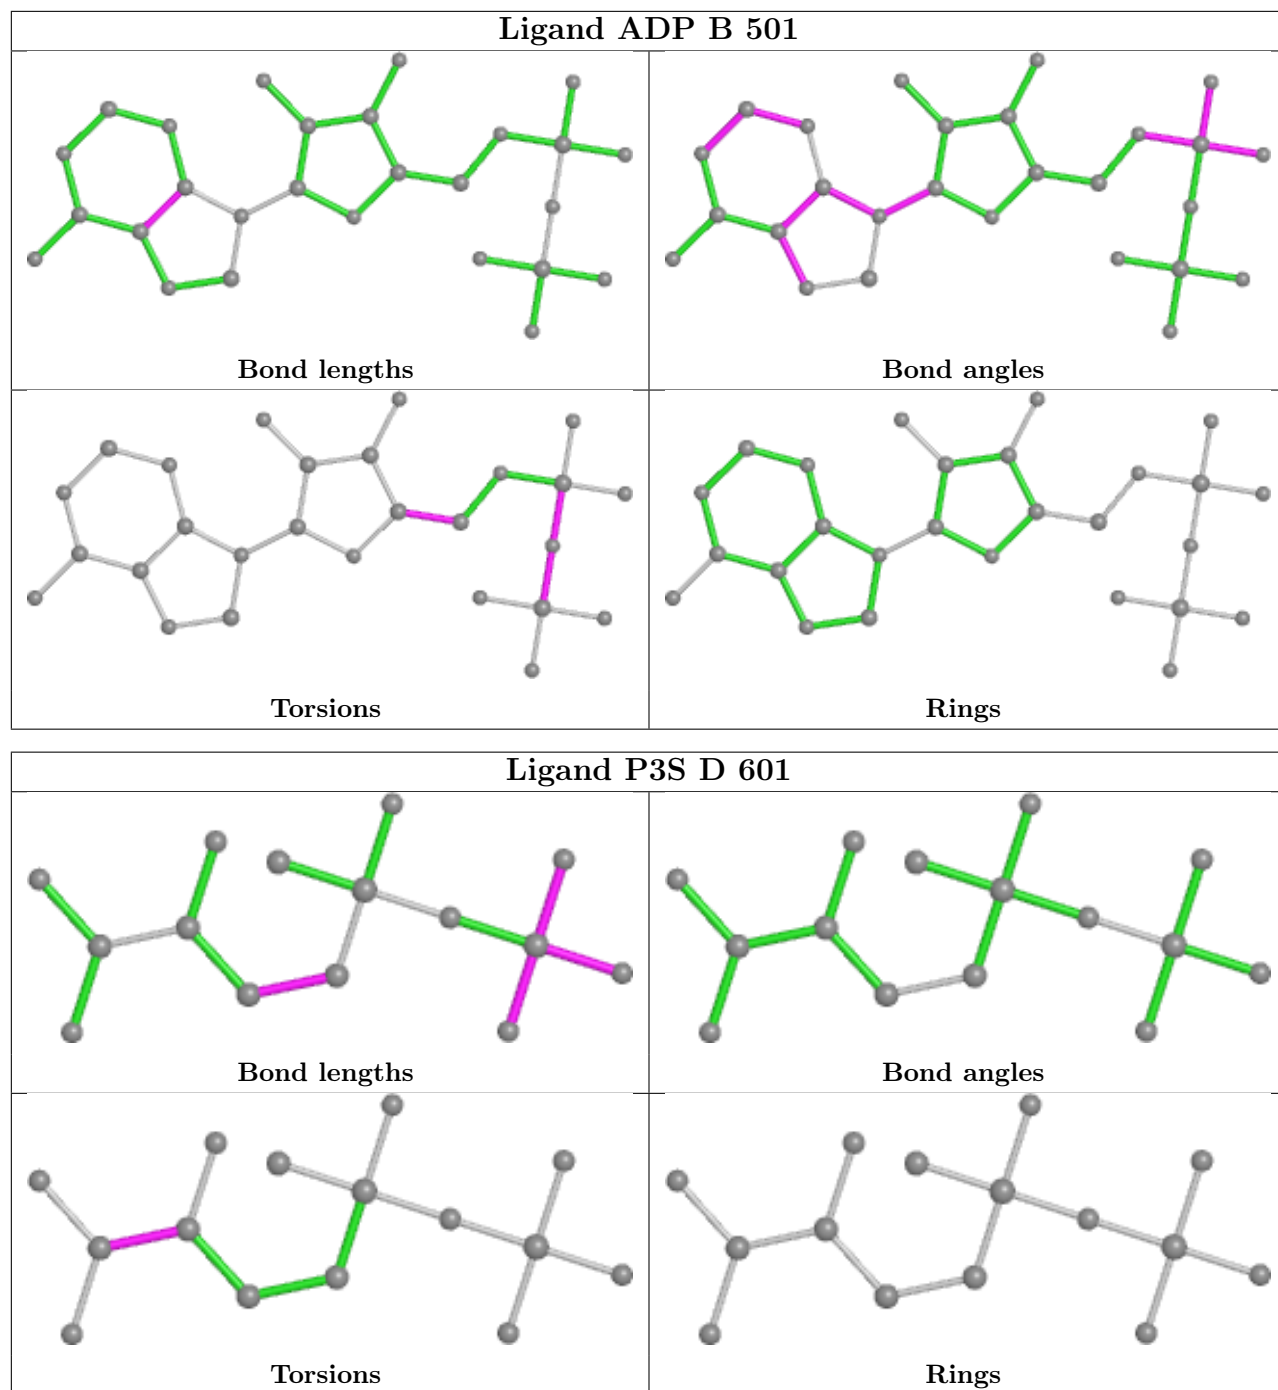 Ligand ADP B 501
Bond lengths
Bond angles
Torsions
Rings
Ligand P3S D 601
Bond lengths
Bond angles
Torsions
Rings